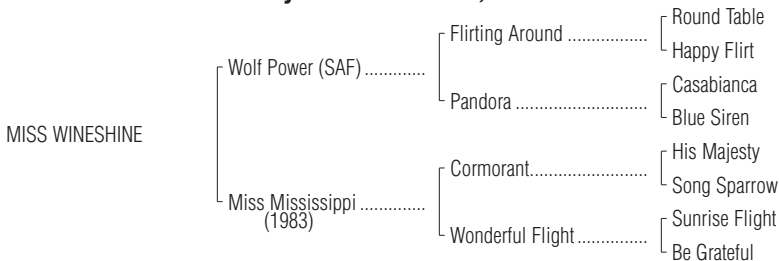 Round Table
Flirting Around .................
Happy Flirt
Wolf Power (SAF) .............
Casabianca
Pandora ............................
Blue Siren
MISS WINESHINE
His Majesty
Cormorant.........................
Song Sparrow
Miss Mississippi ..............
(1983)
Sunrise Flight
Wonderful Flight...............
Be Grateful